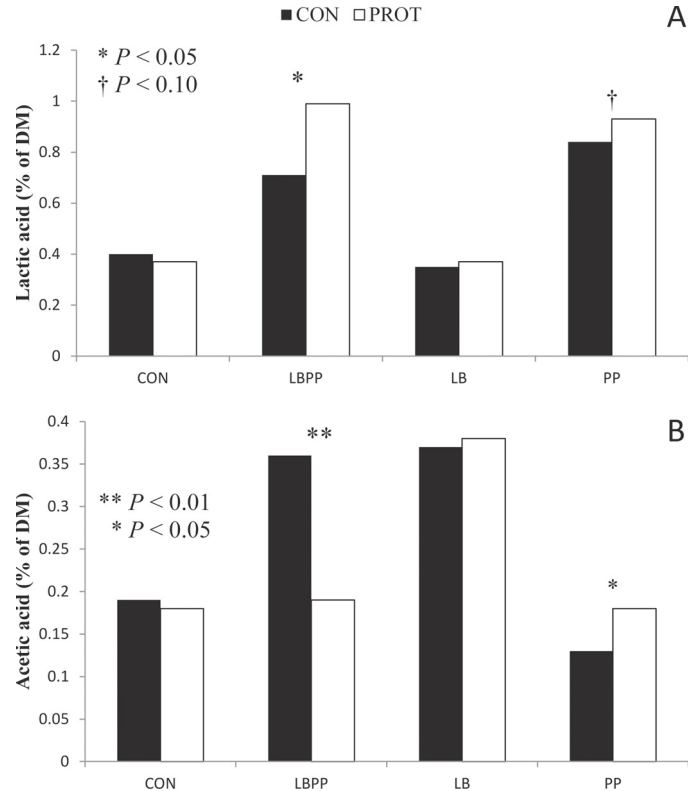 CON PROT
A
* P < 0.05
† P < 0.10
*
†
Lactic acid (% of DM)
1.2
1
0.8
0.6
0.4
0.2
0
CON LBPP LB PP
B
**
** P < 0.01
* P < 0.05
*
Acetic acid (% of DM)
0.4
0.35
0.3
0.25
0.2
0.15
0.1
0.05
0
CON LBPP LB PP